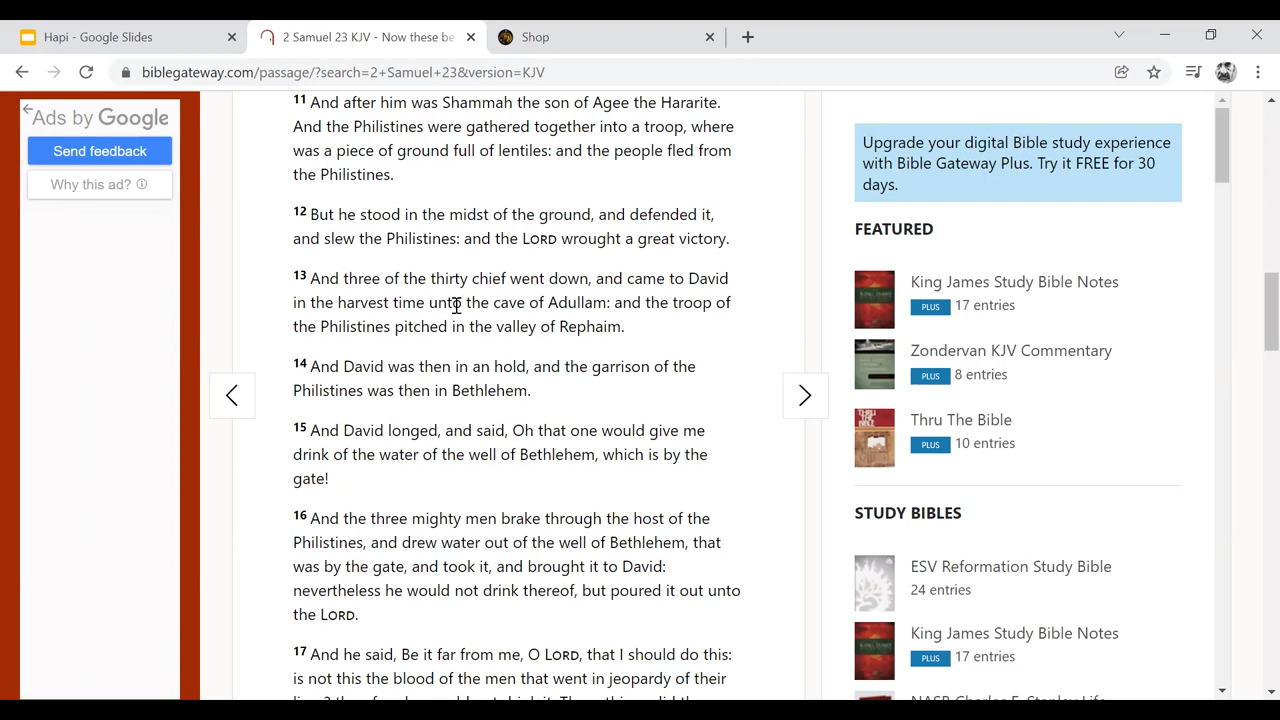 Hapi - Google Slides
2 Samuel 23 KJV - Now these be
Shop
biblegateway.com/passage/?search=2+Samuel+23&version=KJV
Ads by Google
Send feedback
Why this ad?
11 And after him was Shammah the son of Agee the Hararite.
And the Philistines were gathered together into a troop, where
was a piece of ground full of lentiles: and the people fled from
the Philistines.
12 But he stood in the midst of the ground, and defended it,
and slew the Philistines: and the LORD wrought a great victory.
13 And three of the thirty chief went down, and came to David
in the harvest time unto the cave of Adullam: and the troop of
the Philistines pitched in the valley of Rephaim.
14 And David was then in an hold, and the garrison of the
Philistines was then in Bethlehem.
15 And David longed, and said, Oh that one would give me
drink of the water of the well of Bethlehem, which is by the
gate!
16 And the three mighty men brake through the host of the
Philistines, and drew water out of the well of Bethlehem, that
was by the gate, and took it, and brought it to David:
nevertheless he would not drink thereof, but poured it out unto
the LORD.
17 And he said, Be it far from me, O LORD, that I should do this:
is not this the blood of the men that went in jeopardy of their
Upgrade your digital Bible study experience
with Bible Gateway Plus. Try it FREE for 30
days.
FEATURED
King James Study Bible Notes
PLUS 17 entries
Zondervan KJV Commentary
PLUS 8 entries
Thru The Bible
PLUS 10 entries
STUDY BIBLES
ESV Reformation Study Bible
24 entries
King James Study Bible Notes
PLUS 17 entries